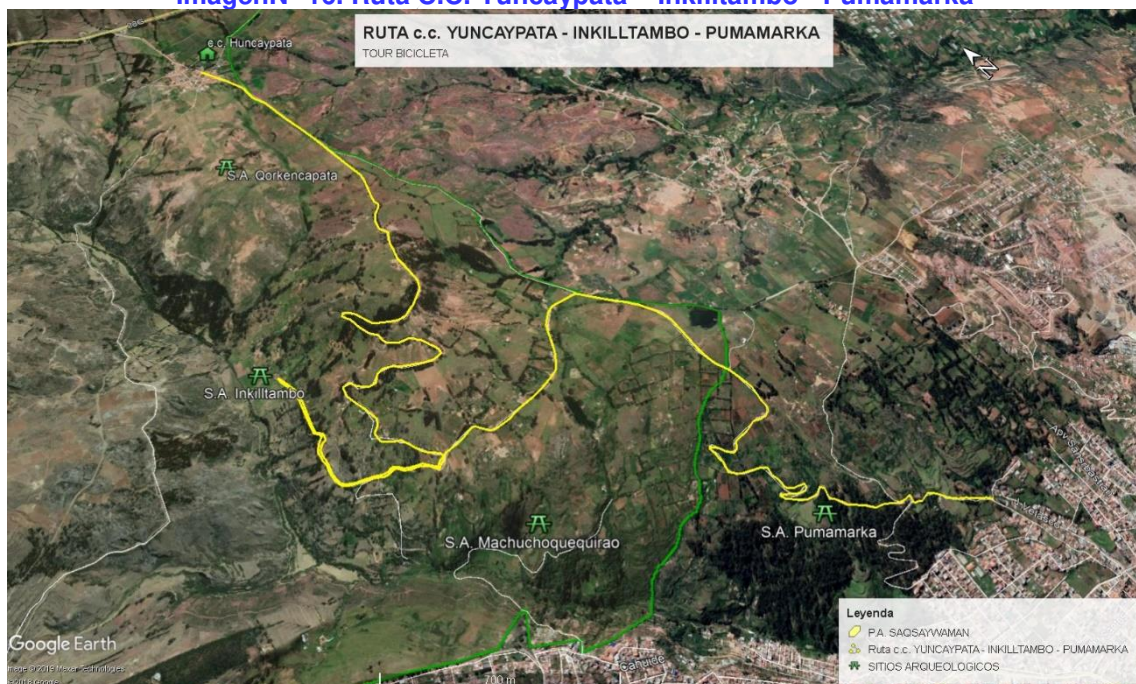 RUTA c.c. YUNCAYPATA - INKILLTAMBO - PUMAMARKA
TOUR BICICLETA
c.c. Huncaypata
S.A. Qorkencapata
S.A. Inkilltambo
S.A. Machuchoquequirao
S.A. Pumamarka
Cahuide
700 m
Google Earth
Leyenda
P.A. SAQSAYWAMAN
Ruta c.c. YUNCAYPATA - INKILLTAMBO - PUMAMARKA
SITIOS ARQUEOLOGICOS